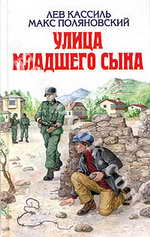 ЛЕВ КАССИЛЬ
МАКС ПОЛЯНОВСКИЙ
УЛИЦА
МЛАДШЕГО СЫНА